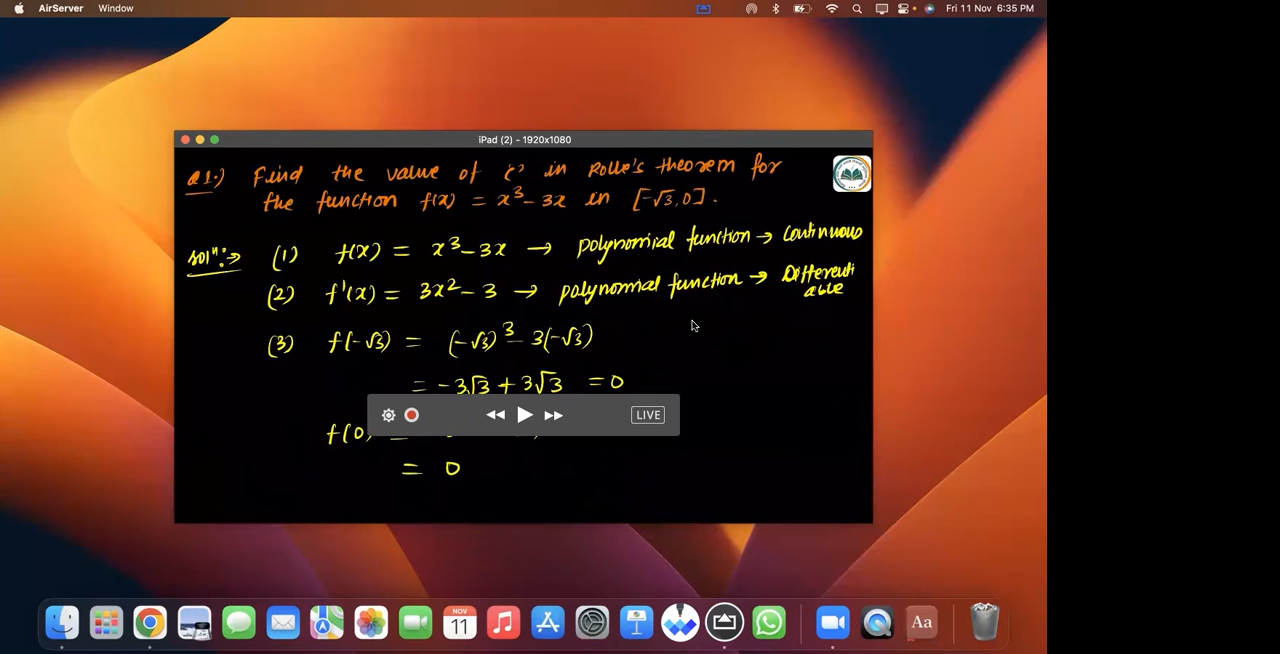 AirServer Window Fri 11 Nov 6:35 PM
iPad (2) - 1920x1080
Q1.) Find the value of 'c' in Rolle's theorem for
the function f(x) = x³ - 3x in [-√3, 0].
Solⁿ:→ (1) f(x) = x³ - 3x → polynomial function → Continuous
(2) f'(x) = 3x² - 3 → polynomial function → Differentiable
(3) f(-√3) = (-√3)³ - 3(-√3)
= -3√3 + 3√3 = 0
LIVE
f(0) =
= 0
NOV
11
Aa